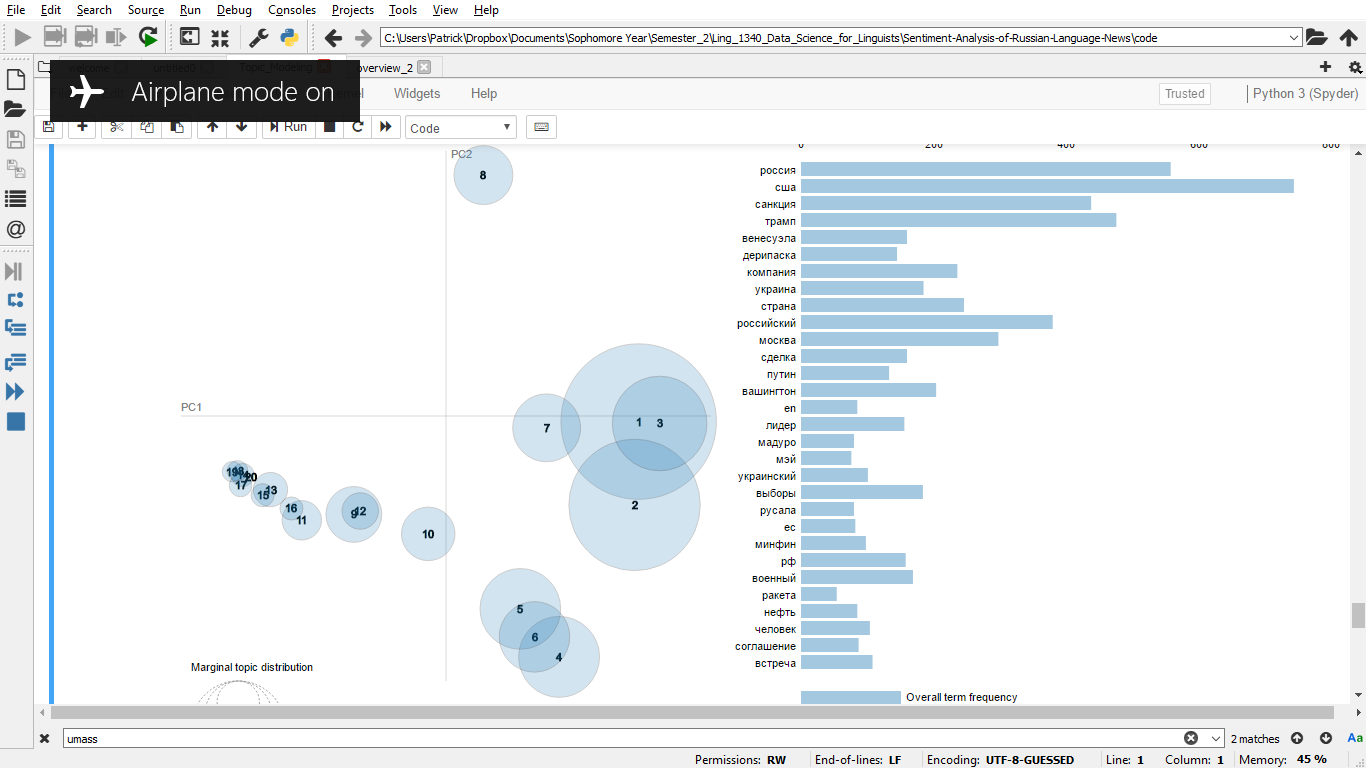 File Edit Search Source Run Debug Consoles Projects Tools View Help
C:\Users\Patrick\Dropbox\Documents\Sophomore Year\Semester_2\Ling_1340_Data_Science_for_Linguists\Sentiment-Analysis-of-Russian-Language-News\code
overview_2
Airplane mode on
Widgets Help Trusted Python 3 (Spyder)
Run Code
0 200 400 600 800
PC2
8
PC1
1 3
7
2
19
20
17
13
15
16
11
9 12
10
5
6
4
россия
сша
санкция
трамп
венесуэла
дерипаска
компания
украина
страна
российский
москва
сделка
путин
вашингтон
en
лидер
мадуро
мэй
украинский
выборы
русала
ес
минфин
рф
военный
ракета
нефть
человек
соглашение
встреча
Marginal topic distribution
Overall term frequency
umass 2 matches Aa
Permissions: RW End-of-lines: LF Encoding: UTF-8-GUESSED Line: 1 Column: 1 Memory: 45 %